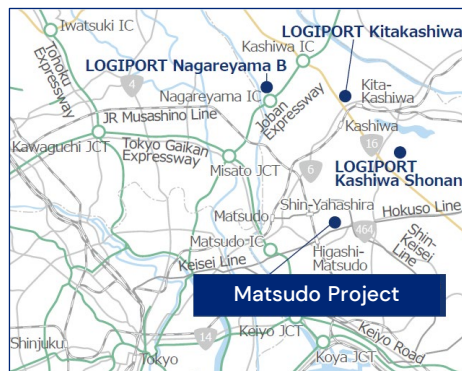 Iwatsuki IC
LOGIPORT Kitakashiwa
Kashiwa IC
LOGIPORT Nagareyama B
Tohoku
Expressway
4
Nagareyama IC
Kita-
Kashiwa
JR Musashino Line
Joban
Expressway
Kashiwa
Kawaguchi JCT
Tokyo Gaikan
Expressway
16
Misato JCT
6
LOGIPORT
Kashiwa Shonan
Shin-Yahashira
Matsudo
Hokuso Line
Matsudo IC
464
Shin-
Keisei
Line
Keisei Line
Higashi-
Matsudo
Matsudo Project
14
Keiyo JCT
Keiyo Road
Shinjuku
Tokyo
Koya JCT